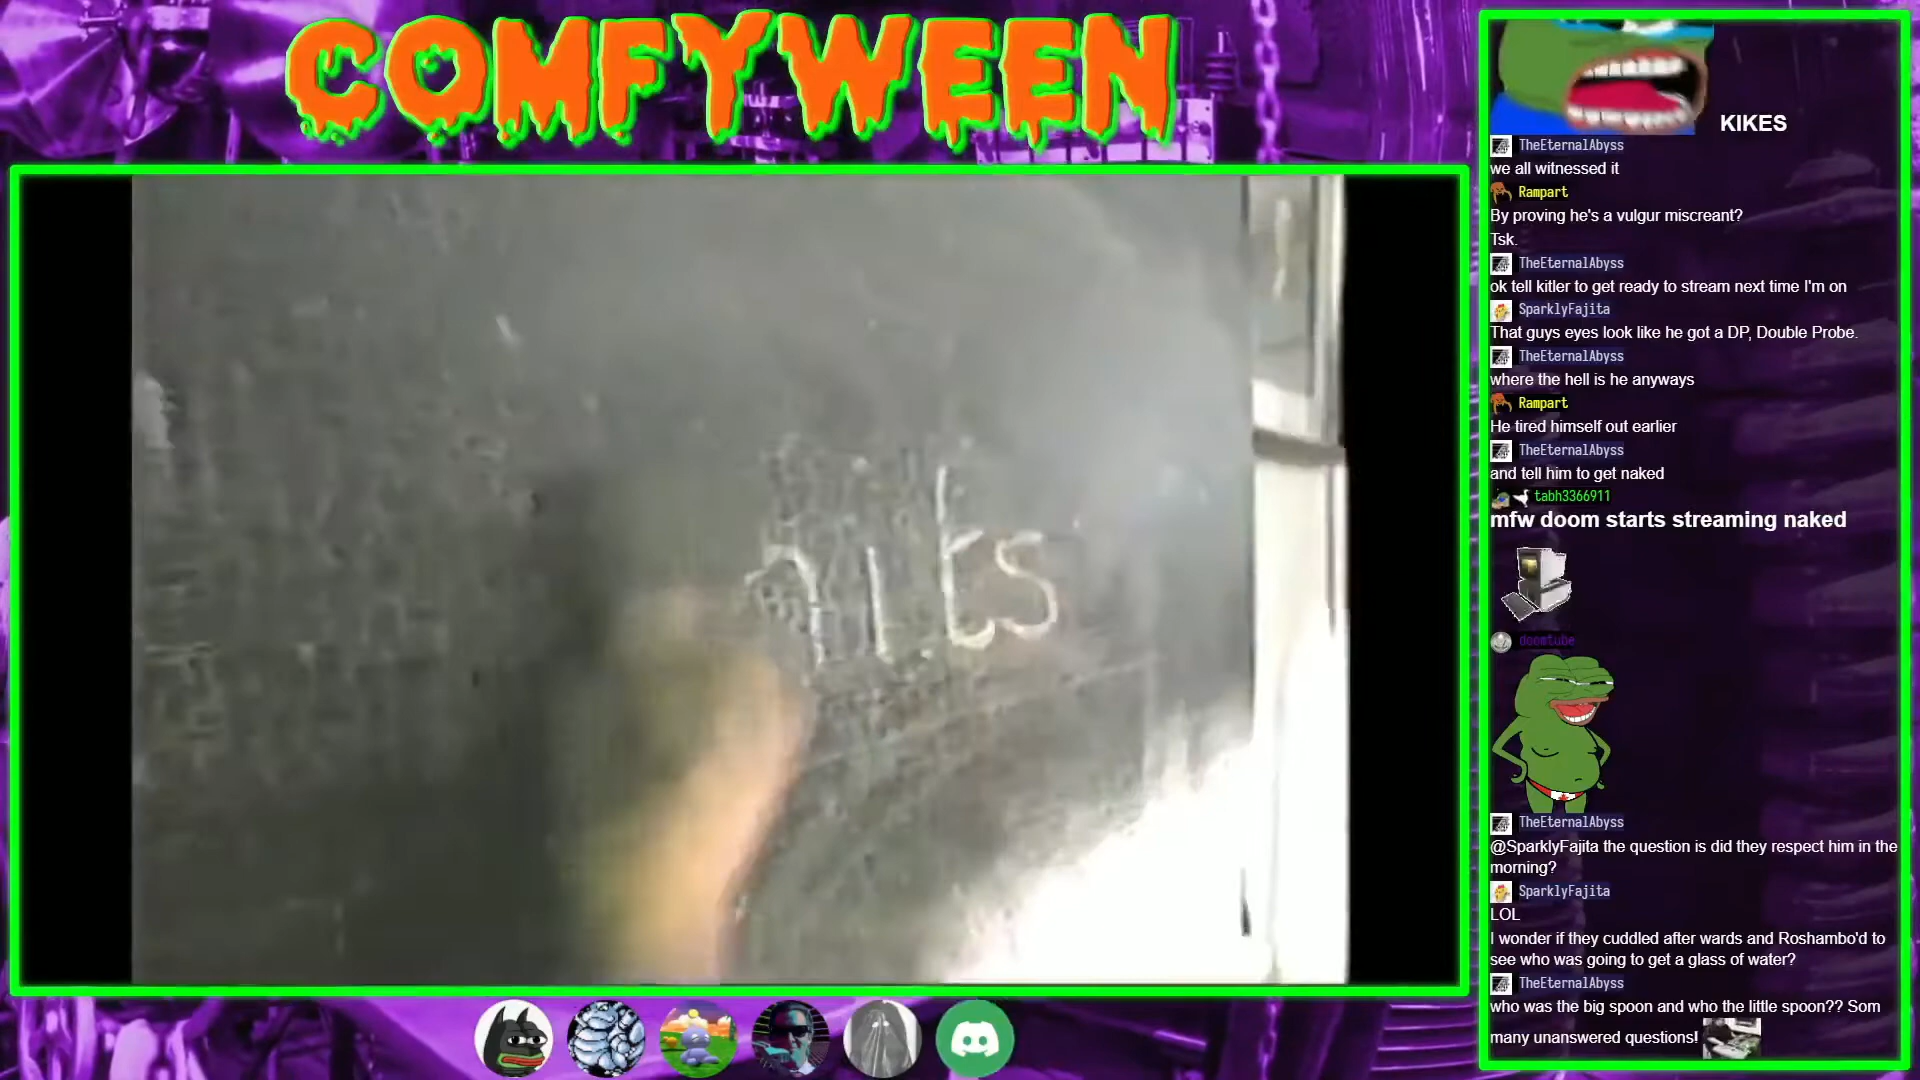 COMFYWEEN
KIKES
TheEternalAbyss
we all witnessed it
Rampart
By proving he's a vulgur miscreant?
Tsk.
TheEternalAbyss
ok tell kitler to get ready to stream next time I'm on
SparklyFajita
That guys eyes look like he got a DP, Double Probe.
TheEternalAbyss
where the hell is he anyways
Rampart
He tired himself out earlier
TheEternalAbyss
and tell him to get naked
tabh3366911
mfw doom starts streaming naked
doomtube
TheEternalAbyss
@SparklyFajita the question is did they respect him in the
morning?
SparklyFajita
LOL
I wonder if they cuddled after wards and Roshambo'd to
see who was going to get a glass of water?
TheEternalAbyss
who was the big spoon and who the little spoon?? Som
many unanswered questions!